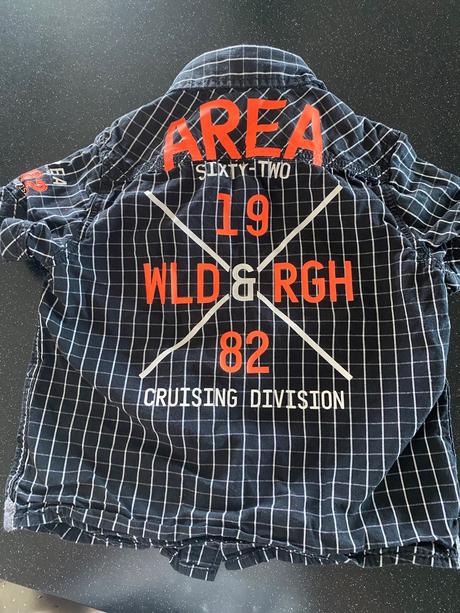 AREA
SIXTY-TWO
19
WLD & RGH
82
CRUISING DIVISION